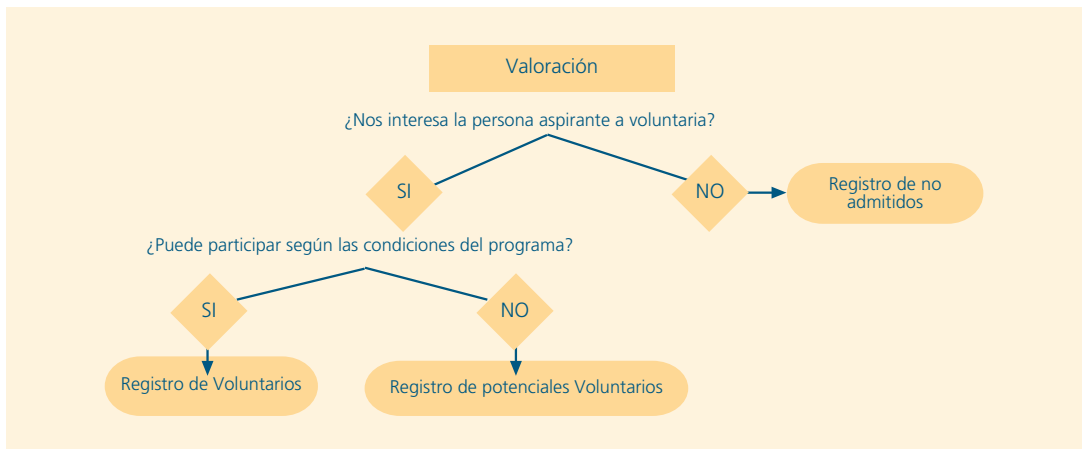 Valoración
¿Nos interesa la persona aspirante a voluntaria?
SI
NO
Registro de no
admitidos
¿Puede participar según las condiciones del programa?
SI
NO
Registro de Voluntarios
Registro de potenciales Voluntarios